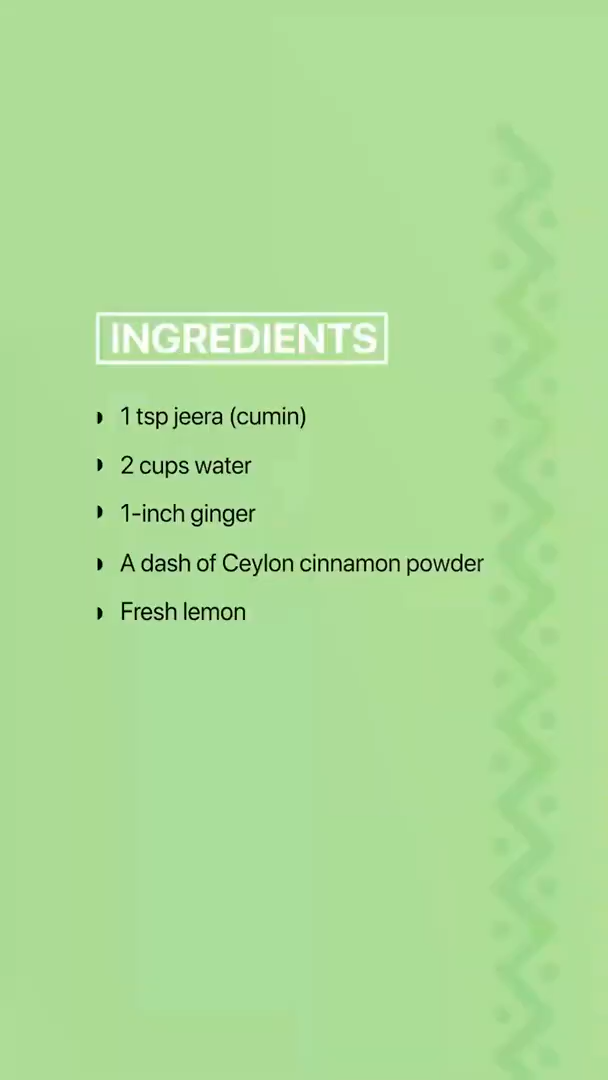 INGREDIENTS
◗ 1 tsp jeera (cumin)
◗ 2 cups water
◗ 1-inch ginger
◗ A dash of Ceylon cinnamon powder
◗ Fresh lemon